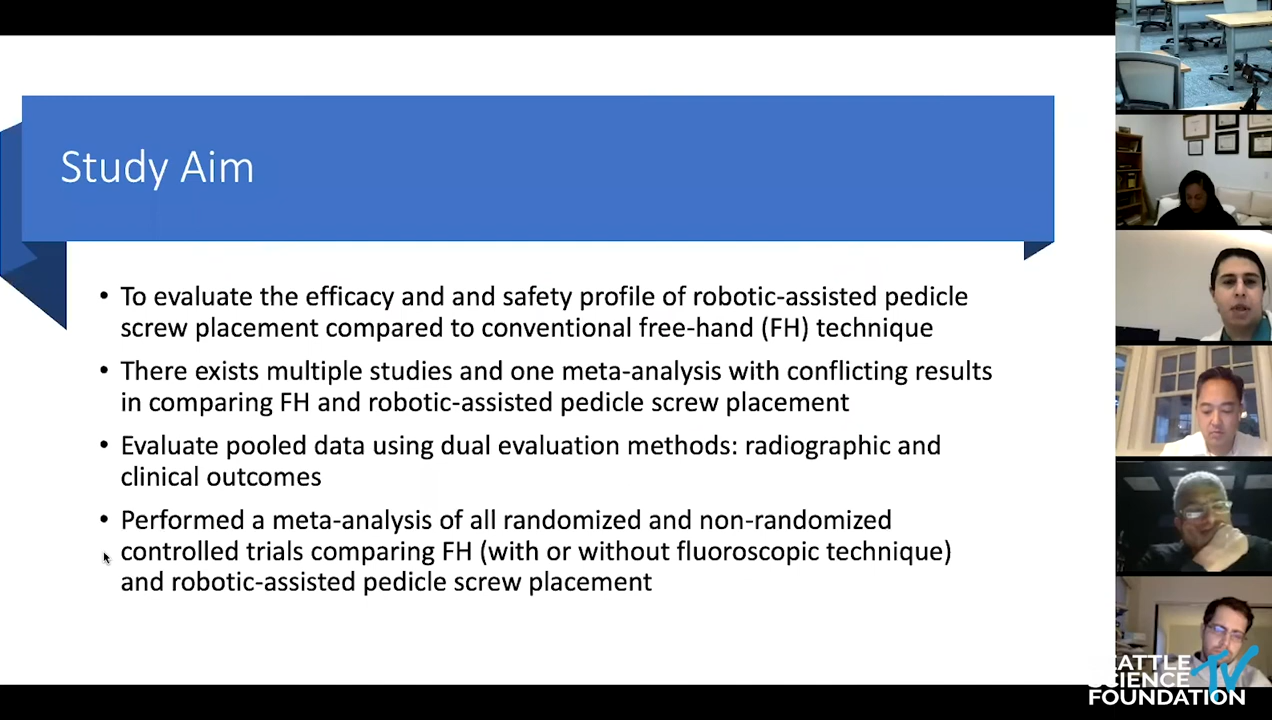 Study Aim
• To evaluate the efficacy and and safety profile of robotic-assisted pedicle
screw placement compared to conventional free-hand (FH) technique
• There exists multiple studies and one meta-analysis with conflicting results
in comparing FH and robotic-assisted pedicle screw placement
• Evaluate pooled data using dual evaluation methods: radiographic and
clinical outcomes
• Performed a meta-analysis of all randomized and non-randomized
controlled trials comparing FH (with or without fluoroscopic technique)
and robotic-assisted pedicle screw placement
SEATTLE
SCIENCE TV
FOUNDATION